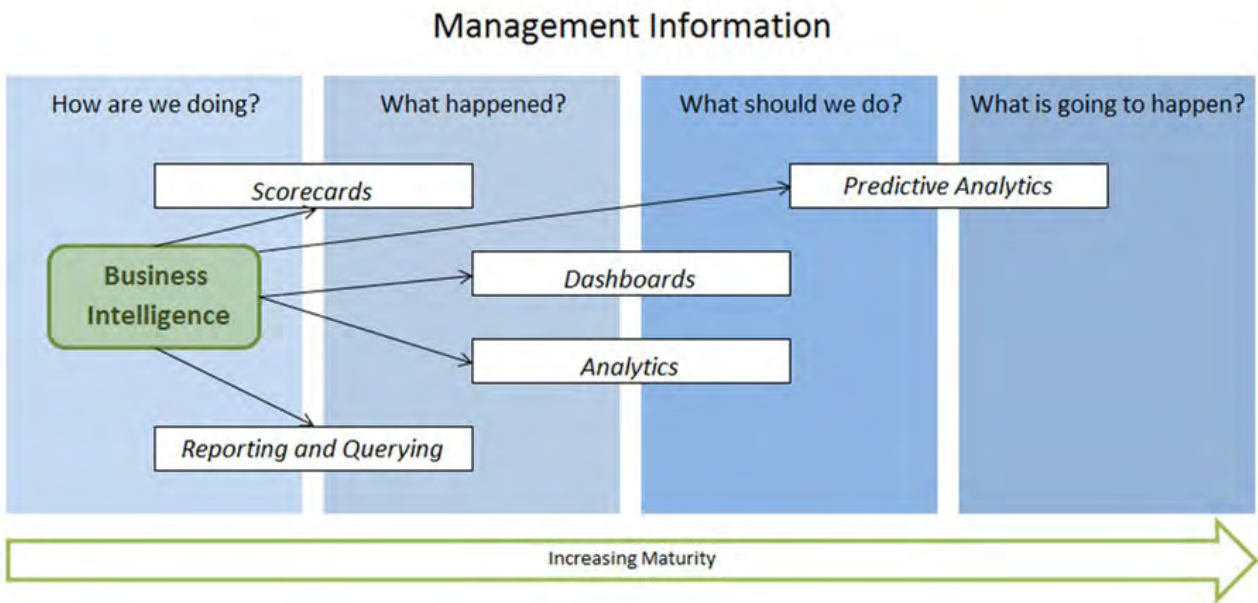 Management Information
How are we doing?
What happened?
What should we do?
What is going to happen?
Scorecards
Predictive Analytics
Business
Intelligence
Dashboards
Analytics
Reporting and Querying
Increasing Maturity